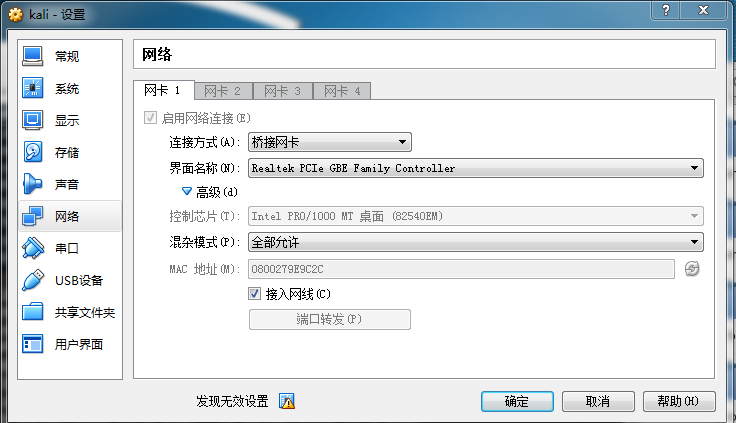 kali - 设置
常规
系统
显示
存储
声音
网络
串口
USB设备
共享文件夹
用户界面
网络
网卡 1 网卡 2 网卡 3 网卡 4
启用网络连接(E)
连接方式(A): 桥接网卡
界面名称(N): Realtek PCIe GBE Family Controller
高级(d)
控制芯片(T): Intel PRO/1000 MT 桌面 (82540EM)
混杂模式(P): 全部允许
MAC 地址(M): 0800279E9C2C
接入网线(C)
端口转发(P)
发现无效设置
确定 取消 帮助(H)